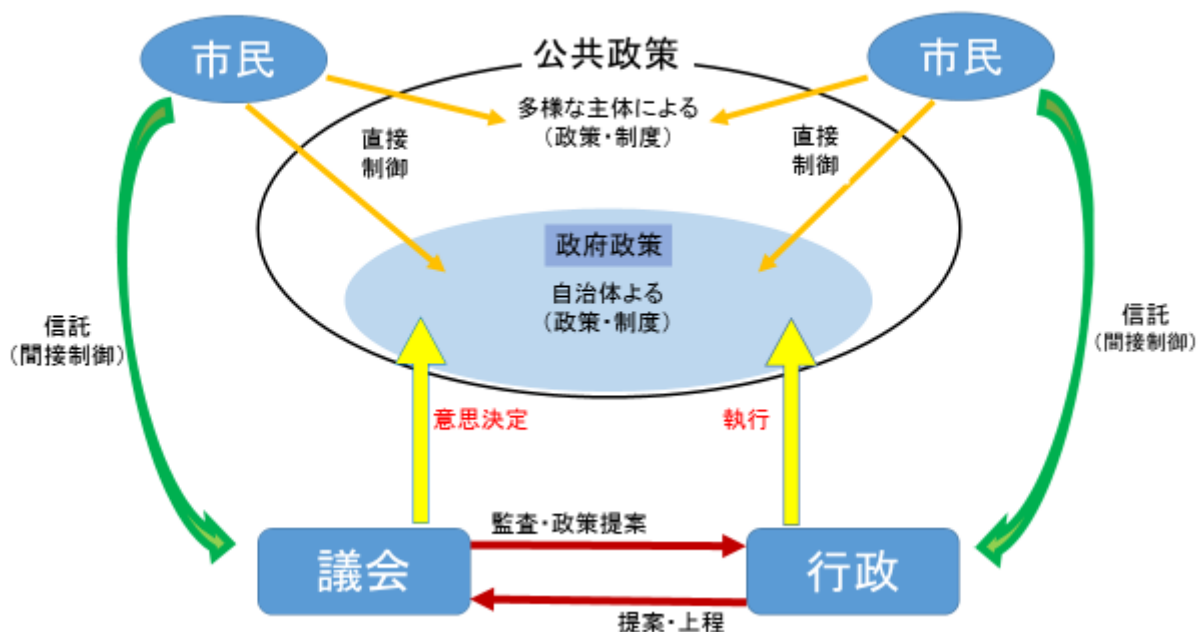 市民
公共政策
市民
多様な主体による
（政策・制度）
直接
制御
直接
制御
政府政策
自治体よる
（政策・制度）
信託
（間接制御）
信託
（間接制御）
意思決定
執行
監査・政策提案
議会
行政
提案・上程